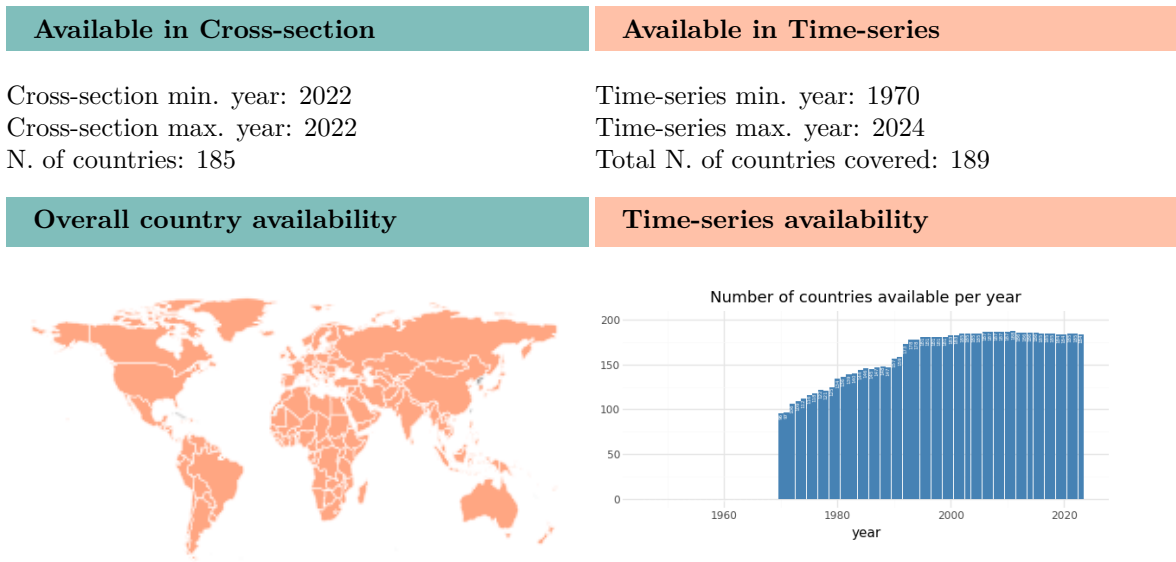 Available in Cross-section
Available in Time-series
Cross-section min. year: 2022
Cross-section max. year: 2022
N. of countries: 185
Time-series min. year: 1970
Time-series max. year: 2024
Total N. of countries covered: 189
Overall country availability
Time-series availability
Number of countries available per year
200
150
100
50
0
1960
1980
2000
2020
year